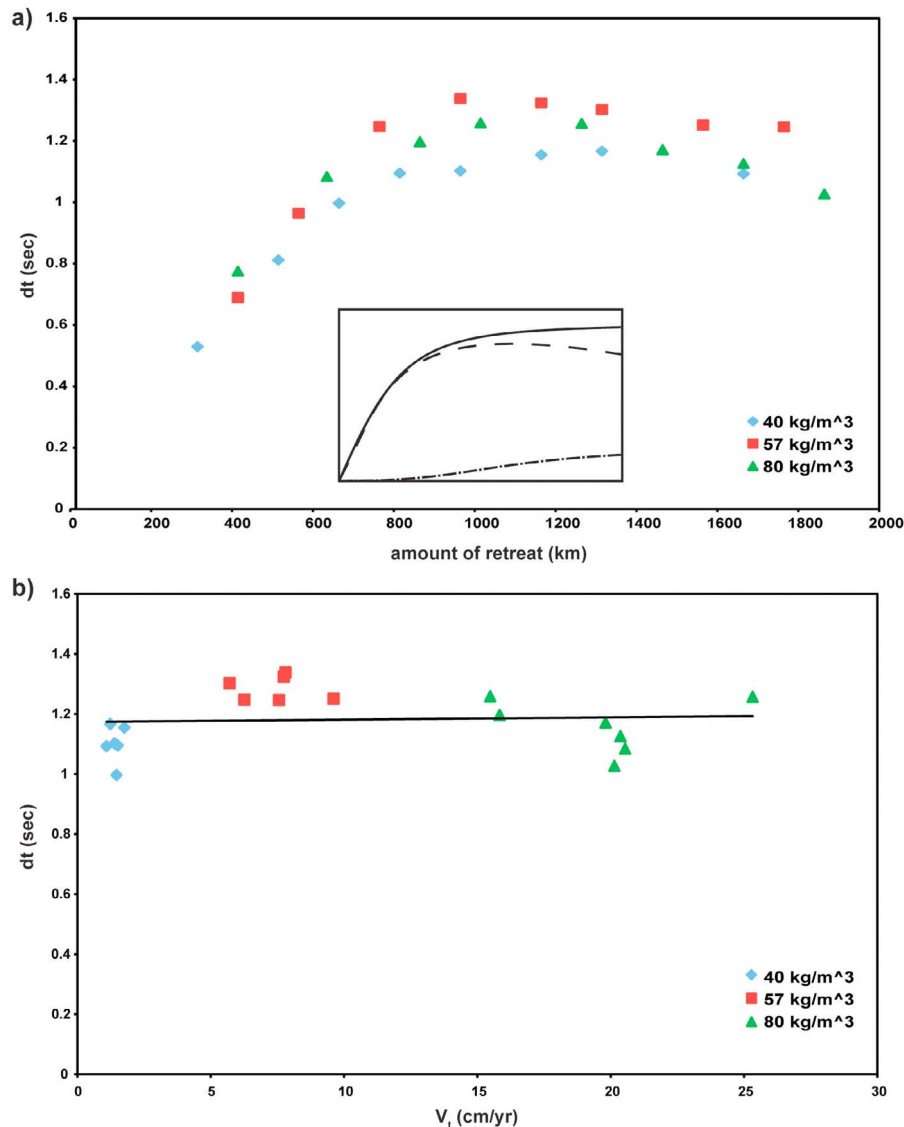 a)
1.6
1.4
1.2
1
0.8
0.6
0.4
0.2
0
dt (sec)
40 kg/m^3
57 kg/m^3
80 kg/m^3
0 200 400 600 800 1000 1200 1400 1600 1800 2000
amount of retreat (km)
b)
1.6
1.4
1.2
1
0.8
0.6
0.4
0.2
0
dt (sec)
40 kg/m^3
57 kg/m^3
80 kg/m^3
0 5 10 15 20 25 30
Vt (cm/yr)